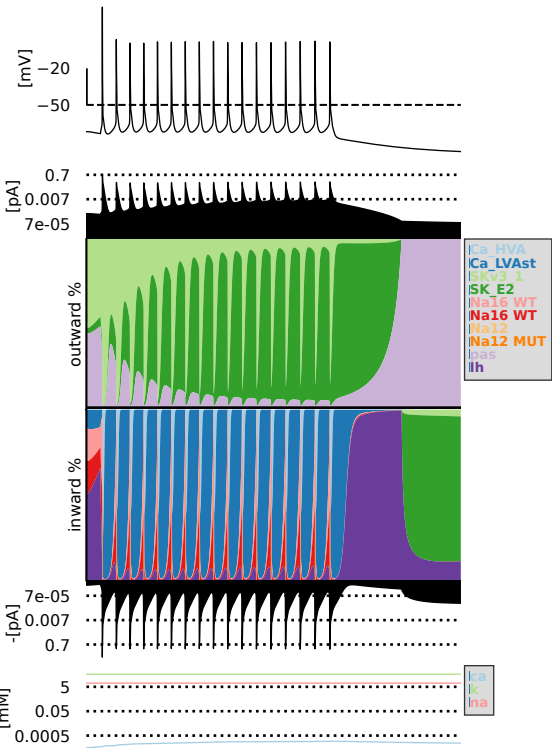 [mV]
−20
−50
[pA]
0.7
0.007
7e-05
outward %
Ca_HVA
Ca_LVAst
SKv3_1
SK_E2
Na16 WT
Na16 WT
Na12
Na12 MUT
pas
Ih
inward %
-[pA]
7e-05
0.007
0.7
[mM]
5
0.05
0.0005
ca
k
na